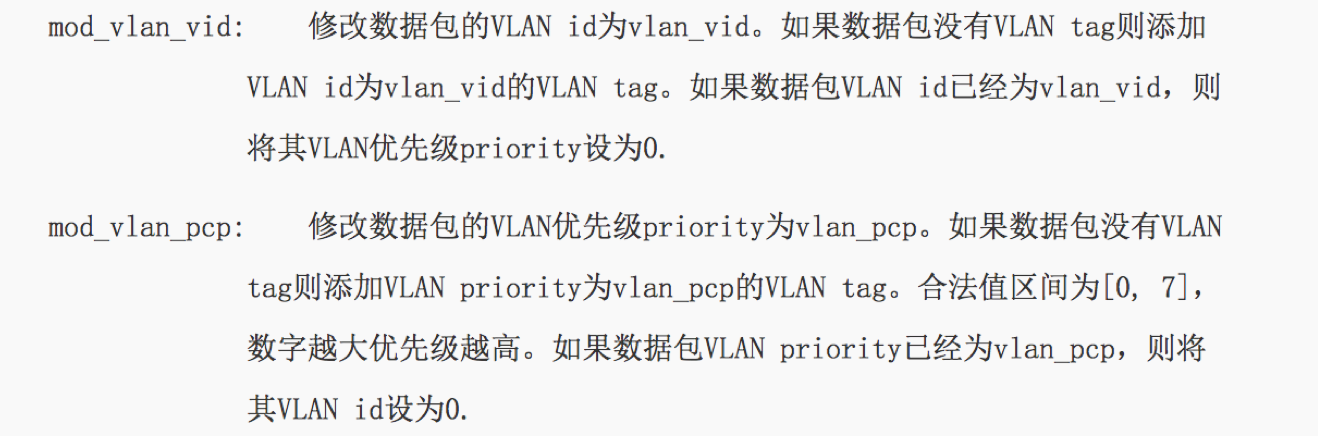 mod_vlan_vid: 修改数据包的VLAN id为vlan_vid。如果数据包没有VLAN tag则添加
VLAN id为vlan_vid的VLAN tag。如果数据包VLAN id已经为vlan_vid，则
将其VLAN优先级priority设为0.
mod_vlan_pcp: 修改数据包的VLAN优先级priority为vlan_pcp。如果数据包没有VLAN
tag则添加VLAN priority为vlan_pcp的VLAN tag。合法值区间为[0, 7]，
数字越大优先级越高。如果数据包VLAN priority已经为vlan_pcp，则将
其VLAN id设为0.